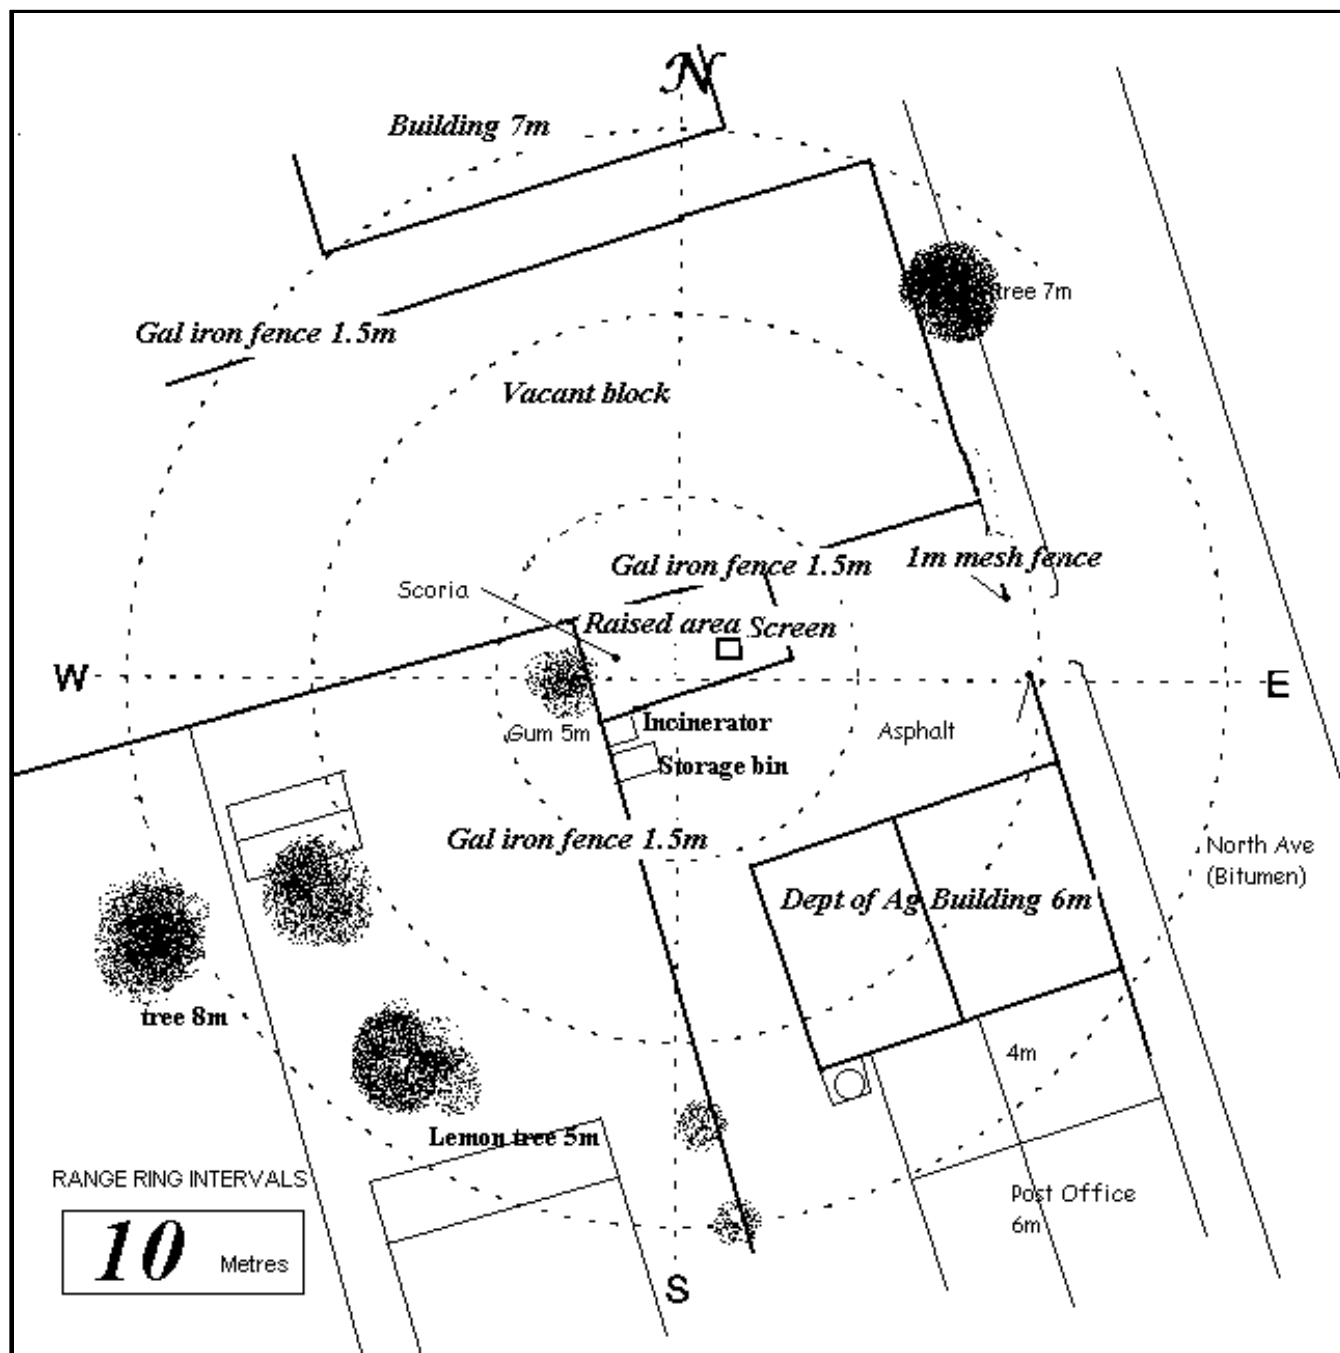 N
Building 7m
tree 7m
Gal iron fence 1.5m
Vacant block
Gal iron fence 1.5m
1m mesh fence
Scoria
Raised area
Screen
W
E
Gum 5m
Incinerator
Asphalt
Storage bin
Gal iron fence 1.5m
North Ave
(Bitumen)
Dept of Ag Building 6m
tree 8m
4m
Lemon tree 5m
RANGE RING INTERVALS
Post Office
6m
10 Metres
S